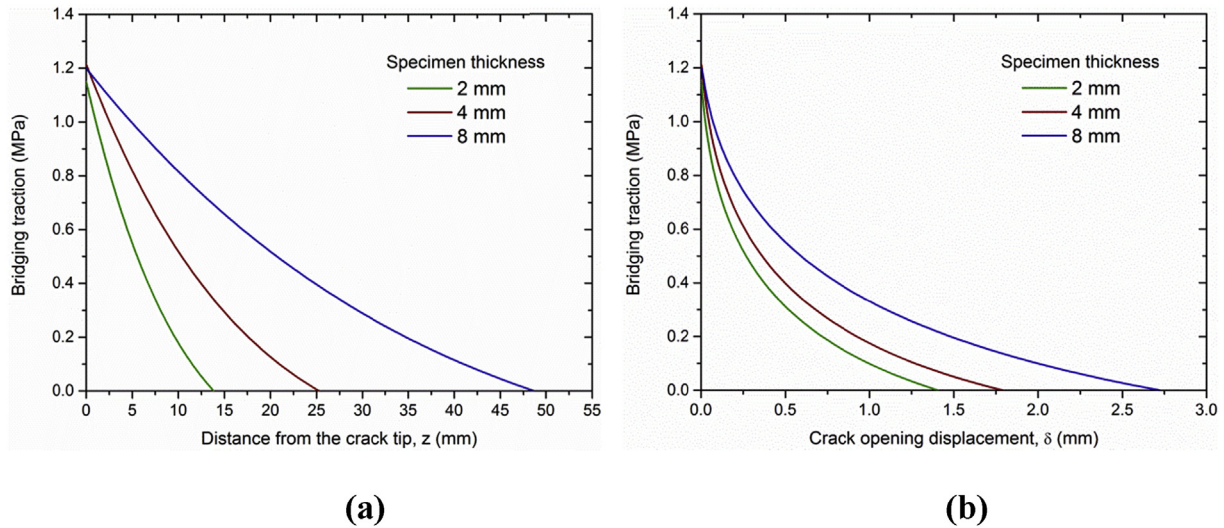 1.4
1.2
1.0
0.8
0.6
0.4
0.2
0.0
Bridging traction (MPa)
Specimen thickness
2 mm
4 mm
8 mm
0 5 10 15 20 25 30 35 40 45 50 55
Distance from the crack tip, z (mm)
(a)
1.4
1.2
1.0
0.8
0.6
0.4
0.2
0.0
Bridging traction (MPa)
Specimen thickness
2 mm
4 mm
8 mm
0.0 0.5 1.0 1.5 2.0 2.5 3.0
Crack opening displacement, δ (mm)
(b)